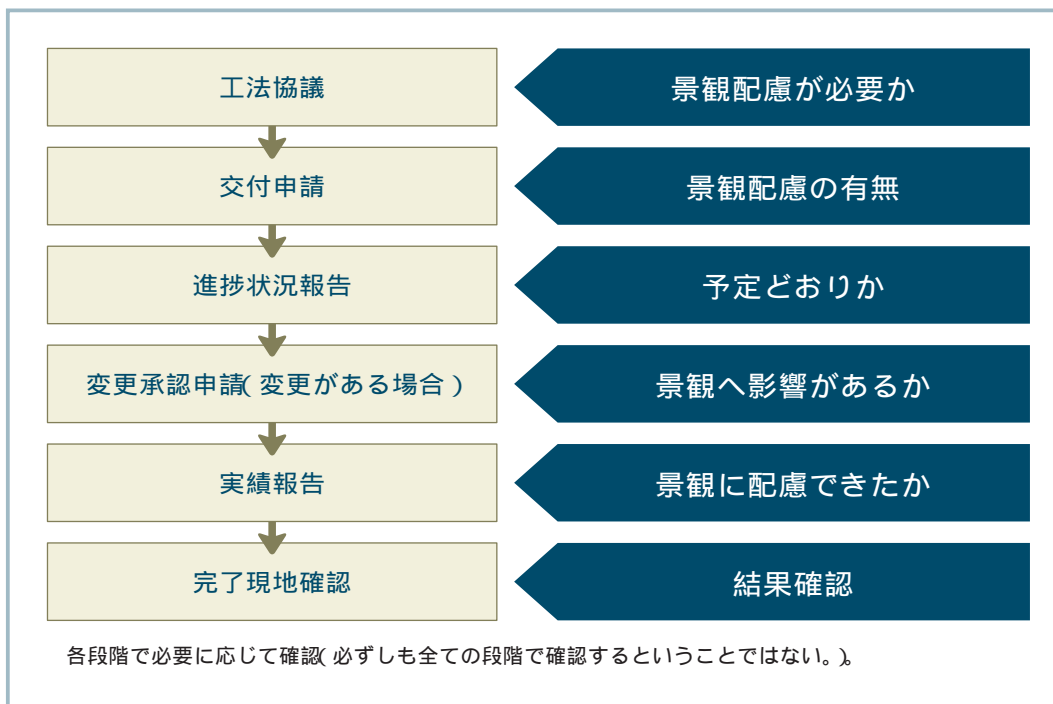 工法協議
景観配慮が必要か
交付申請
景観配慮の有無
進捗状況報告
予定どおりか
変更承認申請(変更がある場合)
景観へ影響があるか
実績報告
景観に配慮できたか
完了現地確認
結果確認
各段階で必要に応じて確認(必ずしも全ての段階で確認するということではない。)。